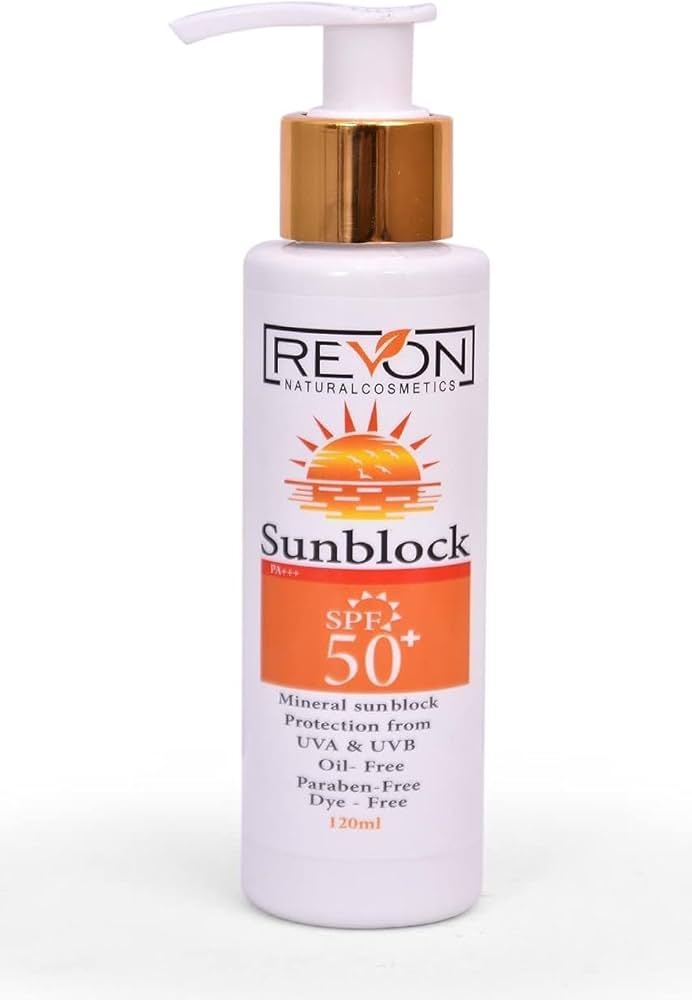 REVON
NATURALCOSMETICS
Sunblock
PA+++
SPF
50+
Mineral sunblock
Protection from
UVA & UVB
Oil- Free
Paraben-Free
Dye - Free
120ml